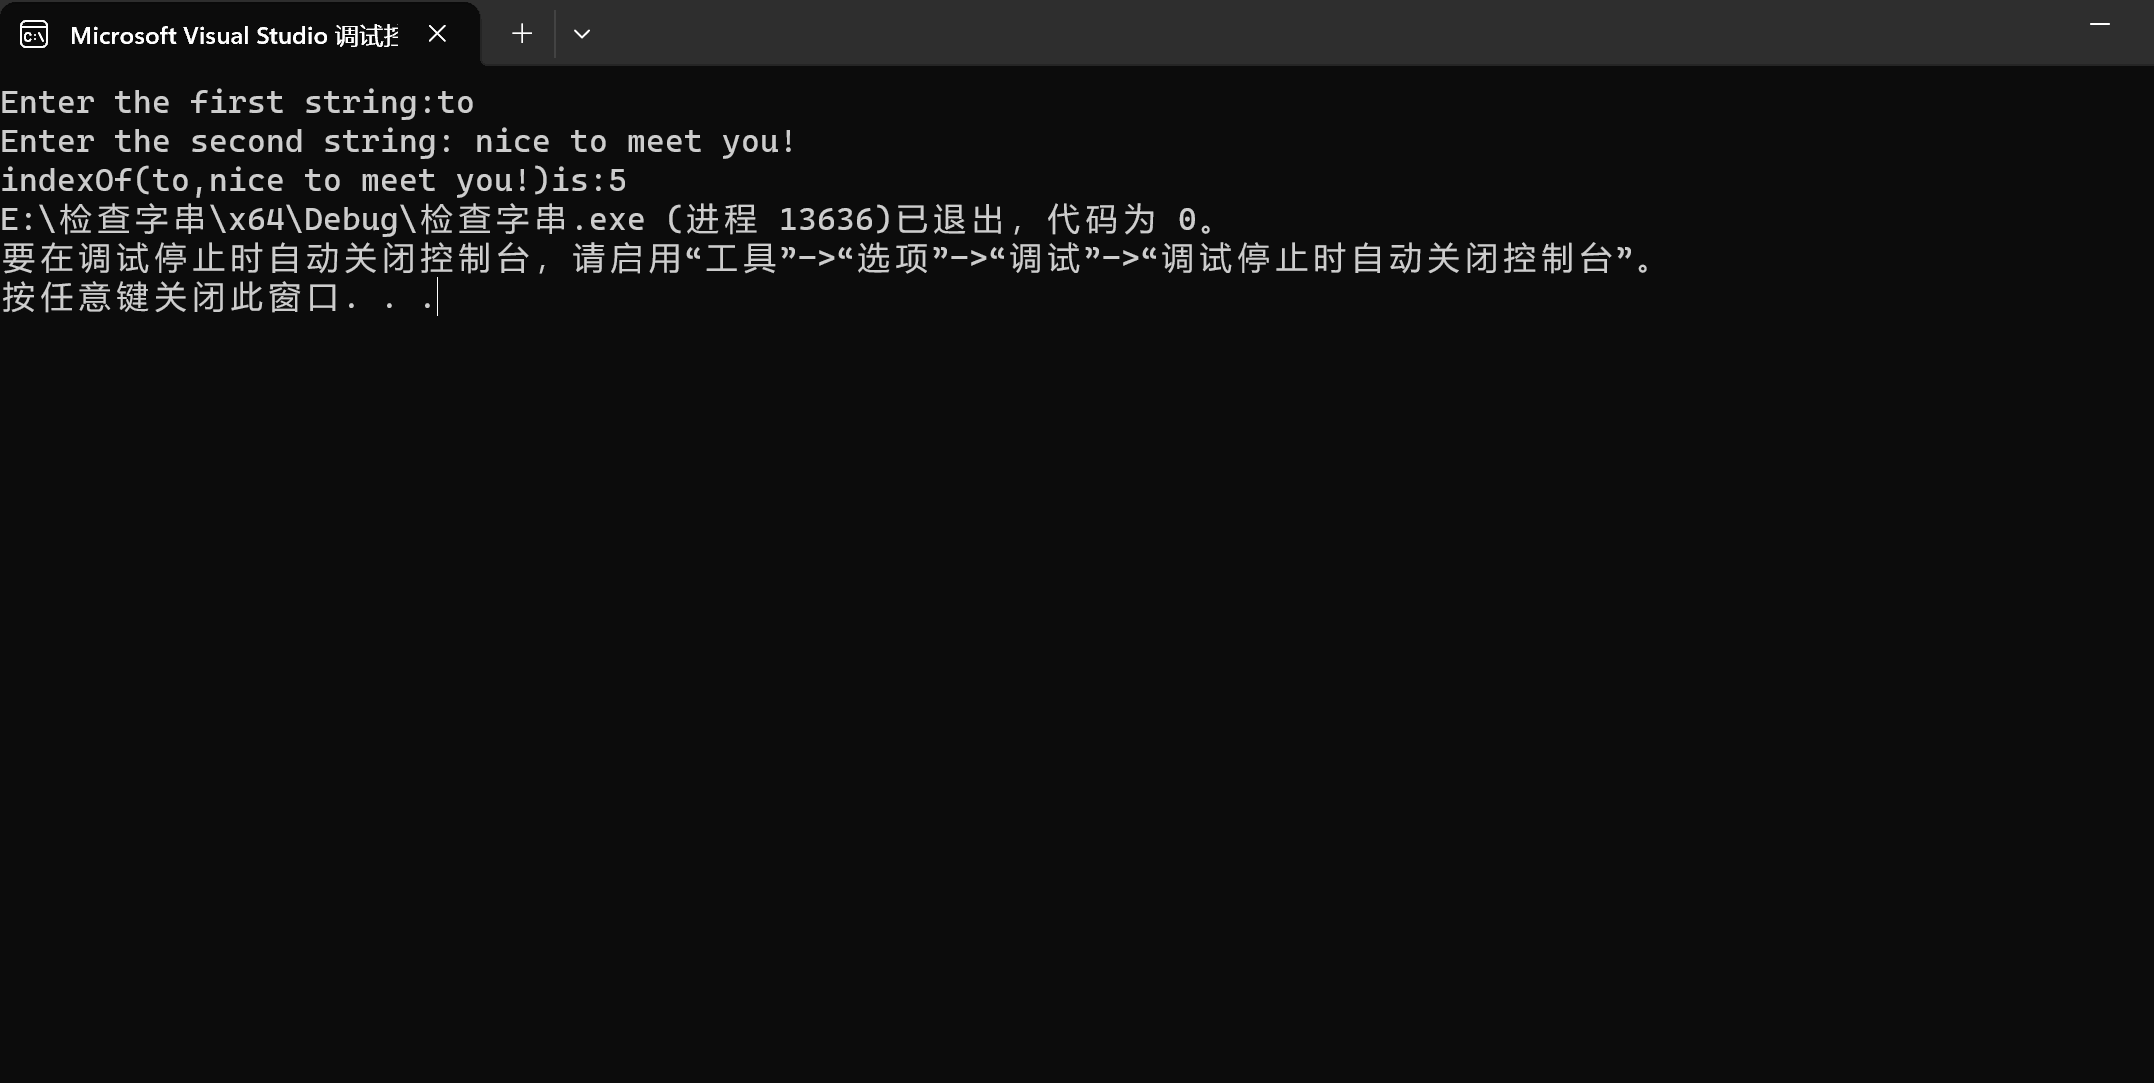 Microsoft Visual Studio 调试
Enter the first string:to
Enter the second string: nice to meet you!
indexOf(to,nice to meet you!)is:5
E:\检查字串\x64\Debug\检查字串.exe (进程 13636)已退出，代码为 0。
要在调试停止时自动关闭控制台，请启用“工具”->“选项”->“调试”->“调试停止时自动关闭控制台”。
按任意键关闭此窗口. . .